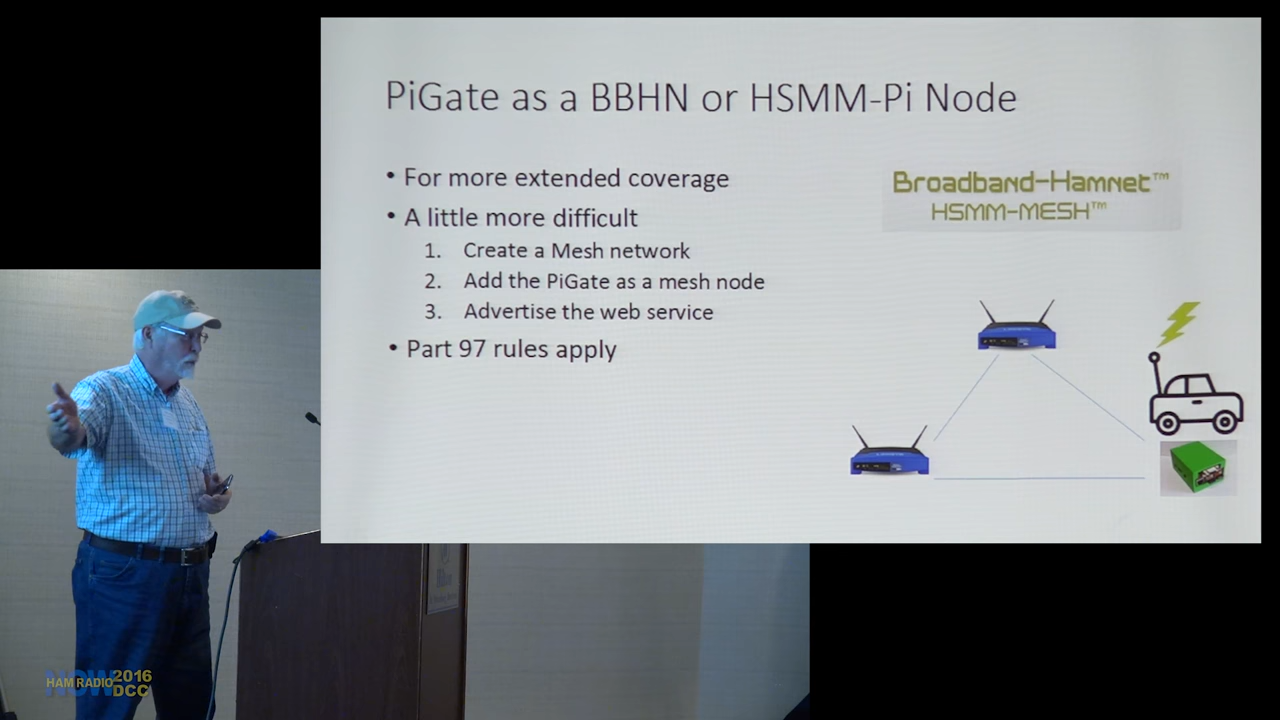 PiGate as a BBHN or HSMM-Pi Node
• For more extended coverage
• A little more difficult
1. Create a Mesh network
2. Add the PiGate as a mesh node
3. Advertise the web service
• Part 97 rules apply
Broadband-Hamnet™
HSMM-MESH™
HAM RADIO NOW 2016
DCC